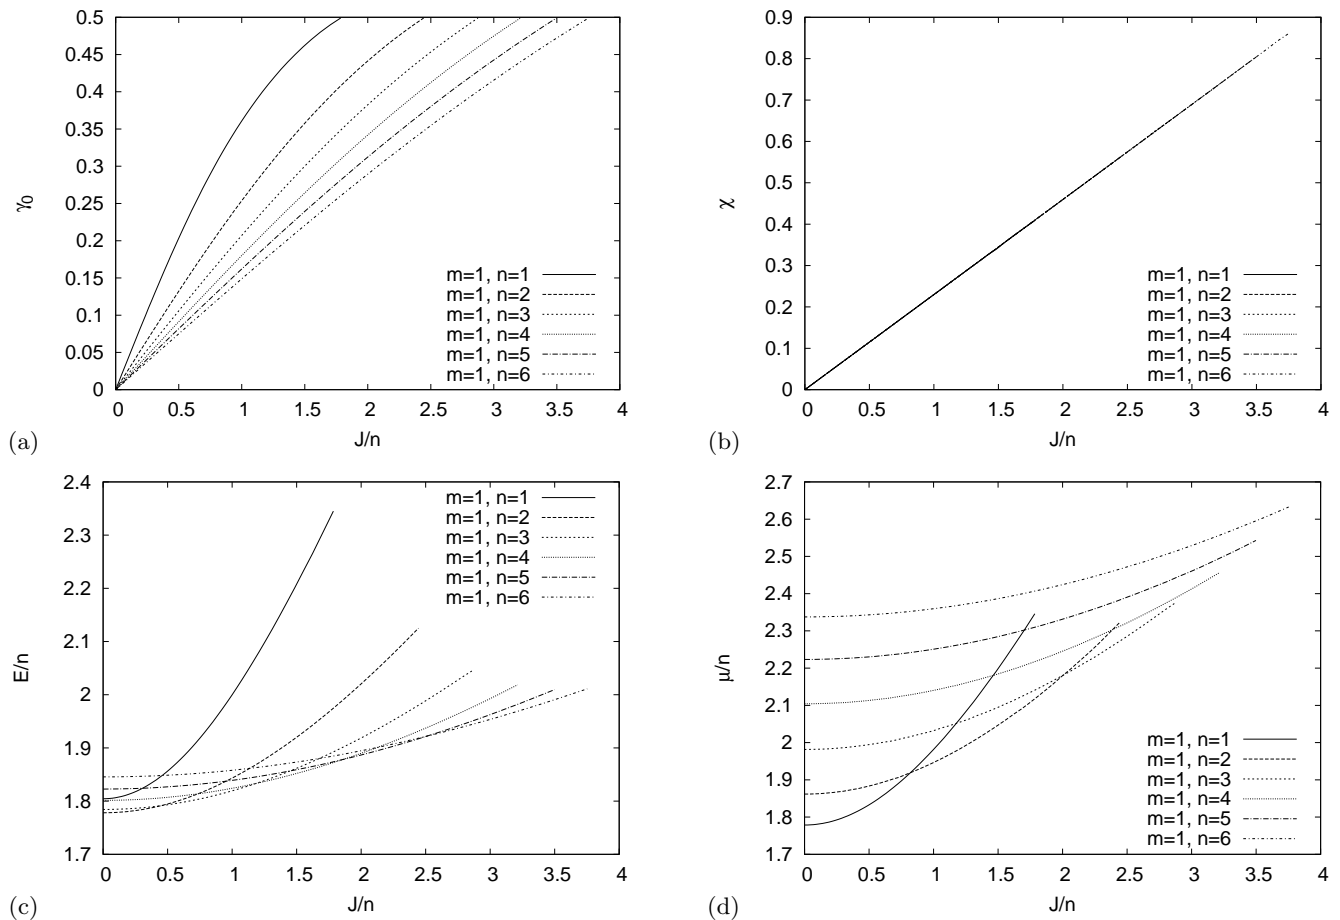 0.5
0.45
0.4
0.35
0.3
0.25
0.2
0.15
0.1
0.05
0
γ0
m=1, n=1
m=1, n=2
m=1, n=3
m=1, n=4
m=1, n=5
m=1, n=6
0 0.5 1 1.5 2 2.5 3 3.5 4
J/n
(a)
0.9
0.8
0.7
0.6
0.5
0.4
0.3
0.2
0.1
0
χ
m=1, n=1
m=1, n=2
m=1, n=3
m=1, n=4
m=1, n=5
m=1, n=6
0 0.5 1 1.5 2 2.5 3 3.5 4
J/n
(b)
2.4
2.3
2.2
2.1
2
1.9
1.8
1.7
E/n
m=1, n=1
m=1, n=2
m=1, n=3
m=1, n=4
m=1, n=5
m=1, n=6
0 0.5 1 1.5 2 2.5 3 3.5 4
J/n
(c)
2.7
2.6
2.5
2.4
2.3
2.2
2.1
2
1.9
1.8
1.7
μ/n
m=1, n=1
m=1, n=2
m=1, n=3
m=1, n=4
m=1, n=5
m=1, n=6
0 0.5 1 1.5 2 2.5 3 3.5 4
J/n
(d)